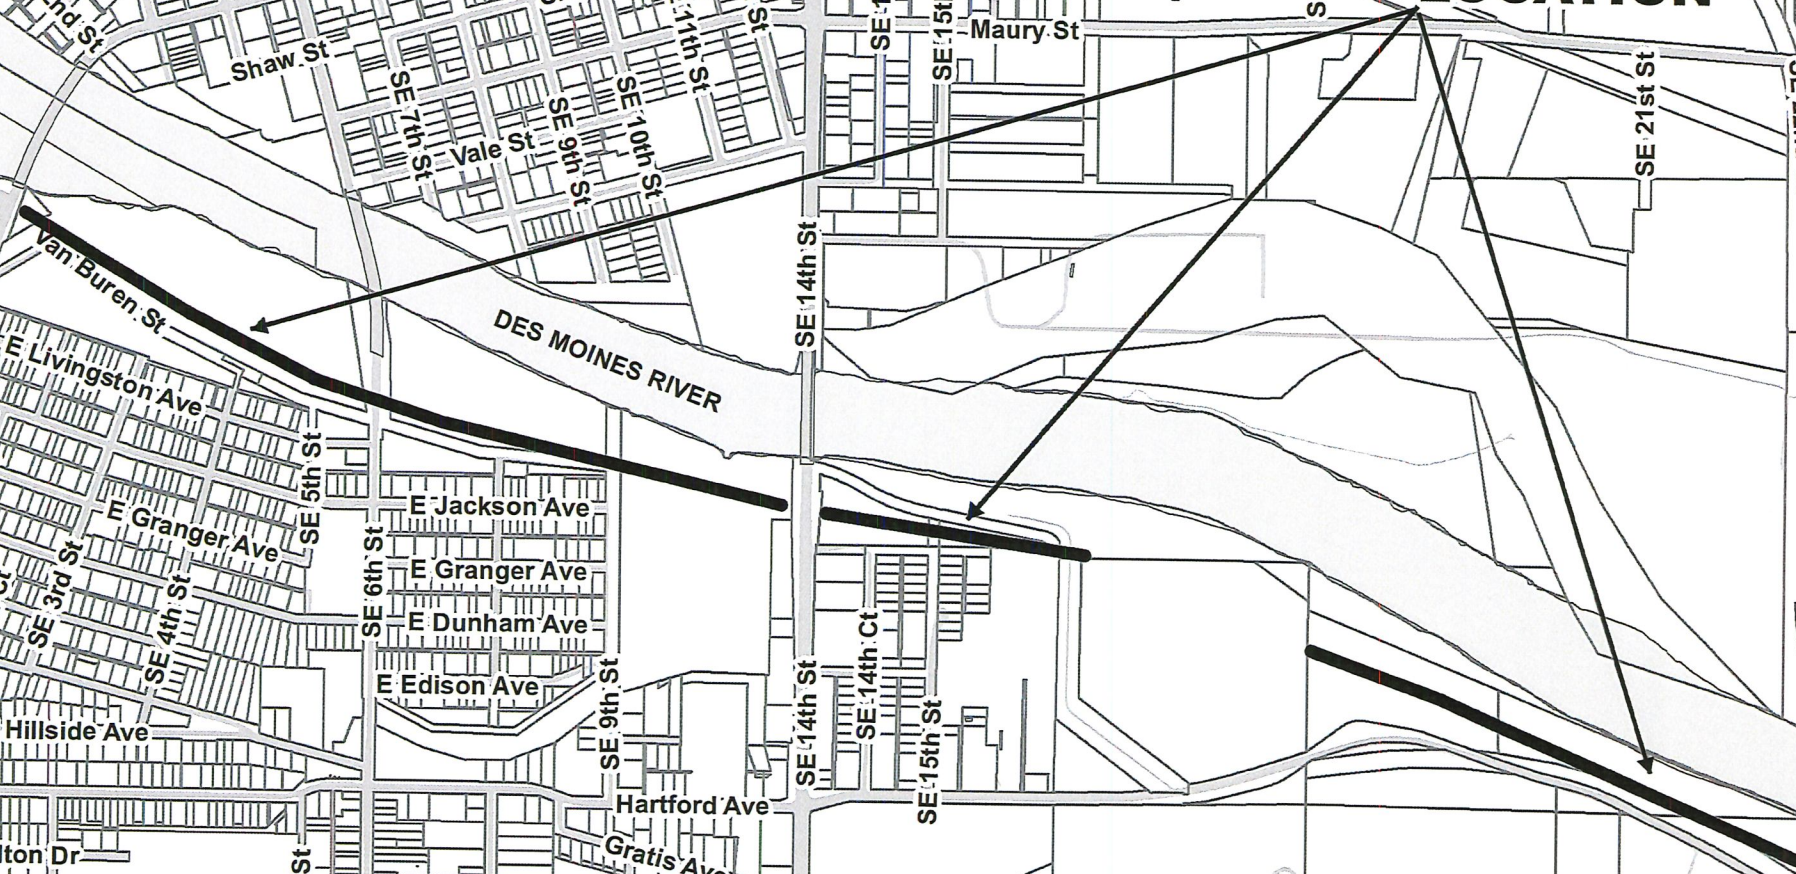 Maury St
Shaw St
SE 21st St
SE 7th St
SE 9th St
SE 10th St
Vale St
SE 14th St
Van Buren St
DES MOINES RIVER
E Livingston Ave
SE 5th St
E Jackson Ave
E Granger Ave
SE 6th St
E Granger Ave
SE 3rd St
SE 4th St
E Dunham Ave
SE 14th Ct
E Edison Ave
SE 9th St
SE 14th St
SE 15th St
Hillside Ave
Hartford Ave
Gratis Ave
lton Dr
St